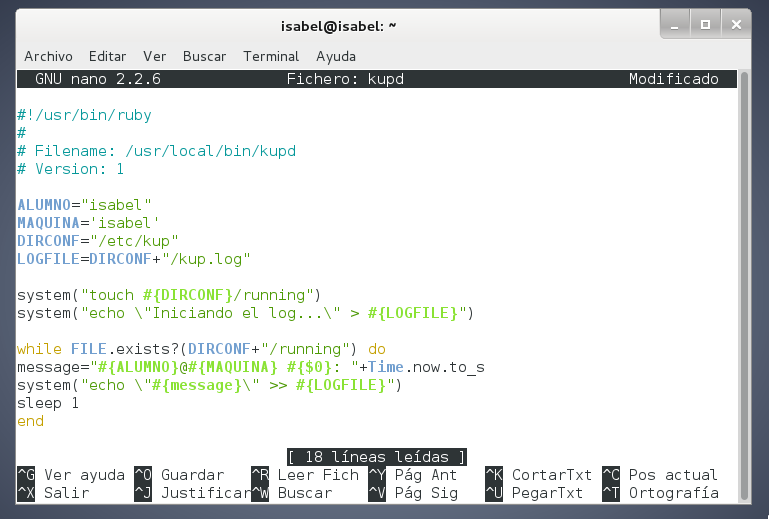 isabel@isabel: ~
Archivo Editar Ver Buscar Terminal Ayuda
GNU nano 2.2.6 Fichero: kupd Modificado
#!/usr/bin/ruby
#
# Filename: /usr/local/bin/kupd
# Version: 1
ALUMNO="isabel"
MAQUINA='isabel'
DIRCONF="/etc/kup"
LOGFILE=DIRCONF+"/kup.log"
system("touch #{DIRCONF}/running")
system("echo \"Iniciando el log...\" > #{LOGFILE}")
while FILE.exists?(DIRCONF+"/running") do
message="#{ALUMNO}@#{MAQUINA} #{$0}: "+Time.now.to_s
system("echo \"#{message}\" >> #{LOGFILE}")
sleep 1
end
[ 18 líneas leídas ]
^G Ver ayuda ^O Guardar ^R Leer Fich ^Y Pág Ant ^K CortarTxt ^C Pos actual
^X Salir ^J Justificar ^W Buscar ^V Pág Sig ^U PegarTxt ^T Ortografía